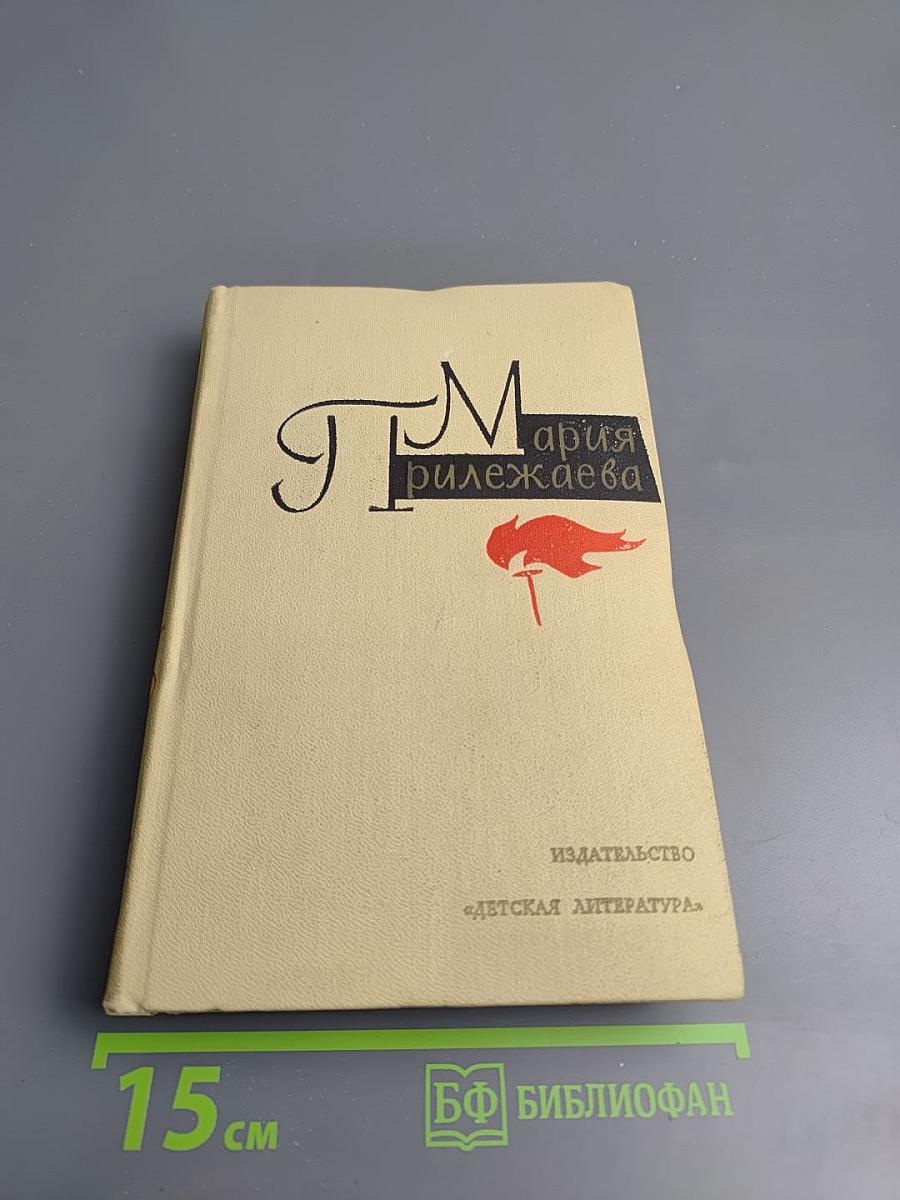 Мария
Прилежаева
ИЗДАТЕЛЬСТВО
«ДЕТСКАЯ ЛИТЕРАТУРА»
15 см
БФ БИБЛИОФАН